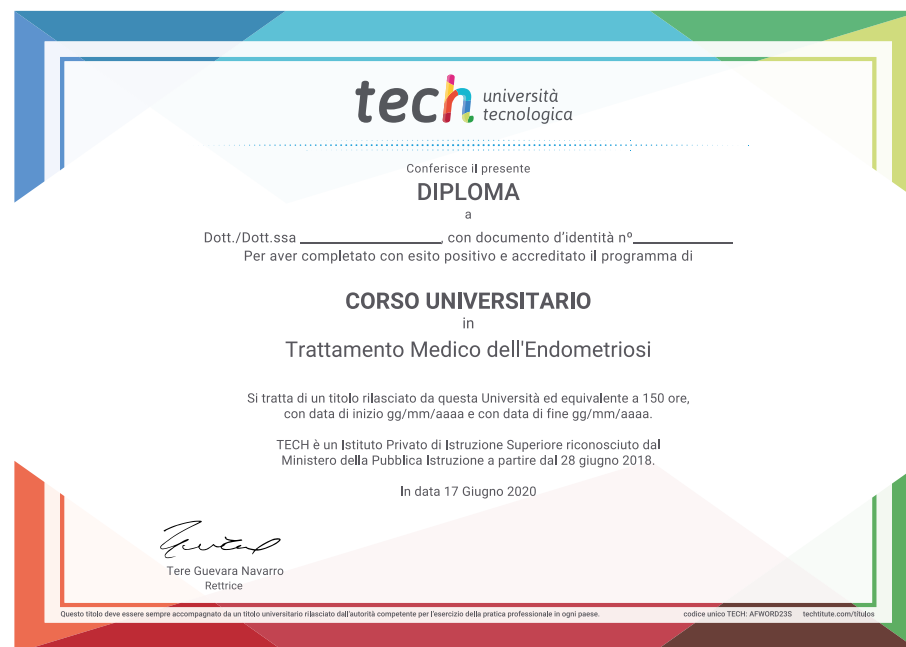 tech università
tecnologica
Conferisce il presente
DIPLOMA
a
Dott./Dott.ssa ____________________, con documento d'identità nº______________
Per aver completato con esito positivo e accreditato il programma di
CORSO UNIVERSITARIO
in
Trattamento Medico dell'Endometriosi
Si tratta di un titolo rilasciato da questa Università ed equivalente a 150 ore,
con data di inizio gg/mm/aaaa e con data di fine gg/mm/aaaa.
TECH è un Istituto Privato di Istruzione Superiore riconosciuto dal
Ministero della Pubblica Istruzione a partire dal 28 giugno 2018.
In data 17 Giugno 2020
Tere Guevara Navarro
Rettrice
Questo titolo deve essere sempre accompagnato da un titolo universitario rilasciato dall'autorità competente per l'esercizio della pratica professionale in ogni paese. codice unico TECH: AFWORD23S techtitute.com/titulos